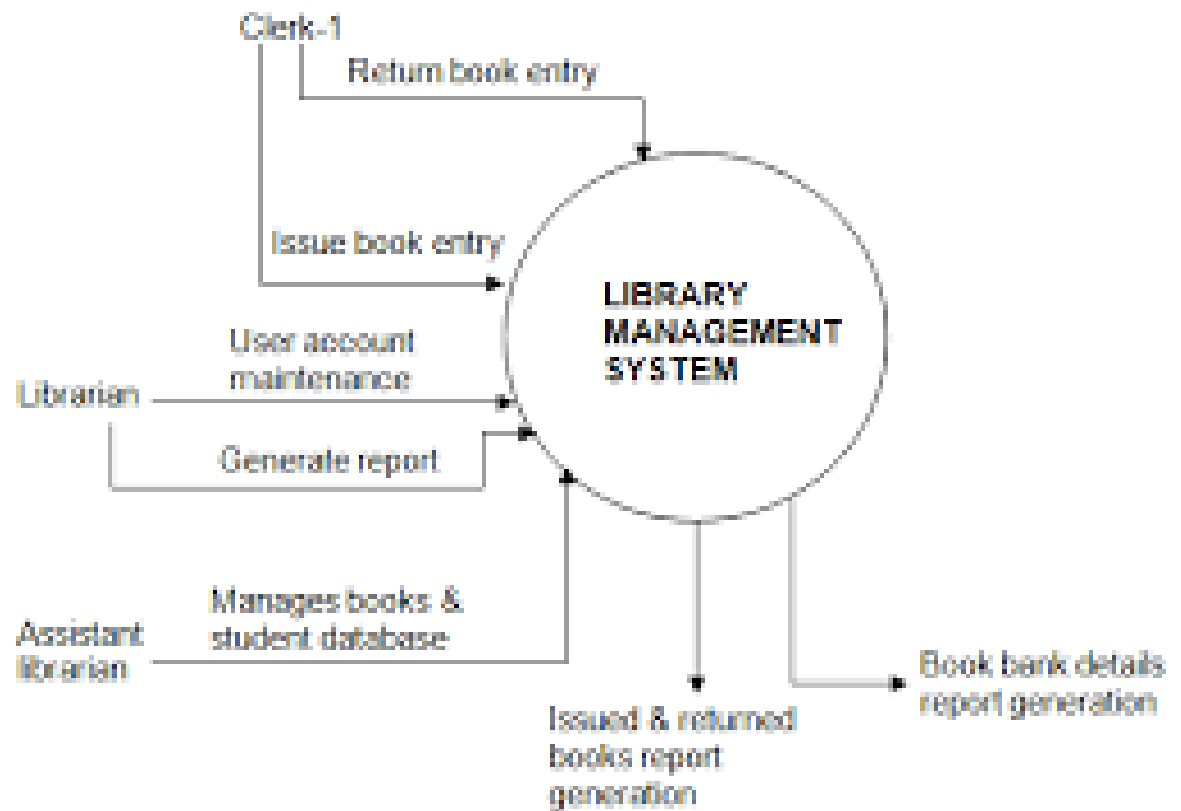 Clerk-1
Return book entry
Issue book entry
LIBRARY
MANAGEMENT
SYSTEM
User account
maintenance
Librarian
Generate report
Manages books &
student database
Assistant
librarian
Book bank details
report generation
Issued & returned
books report
generation